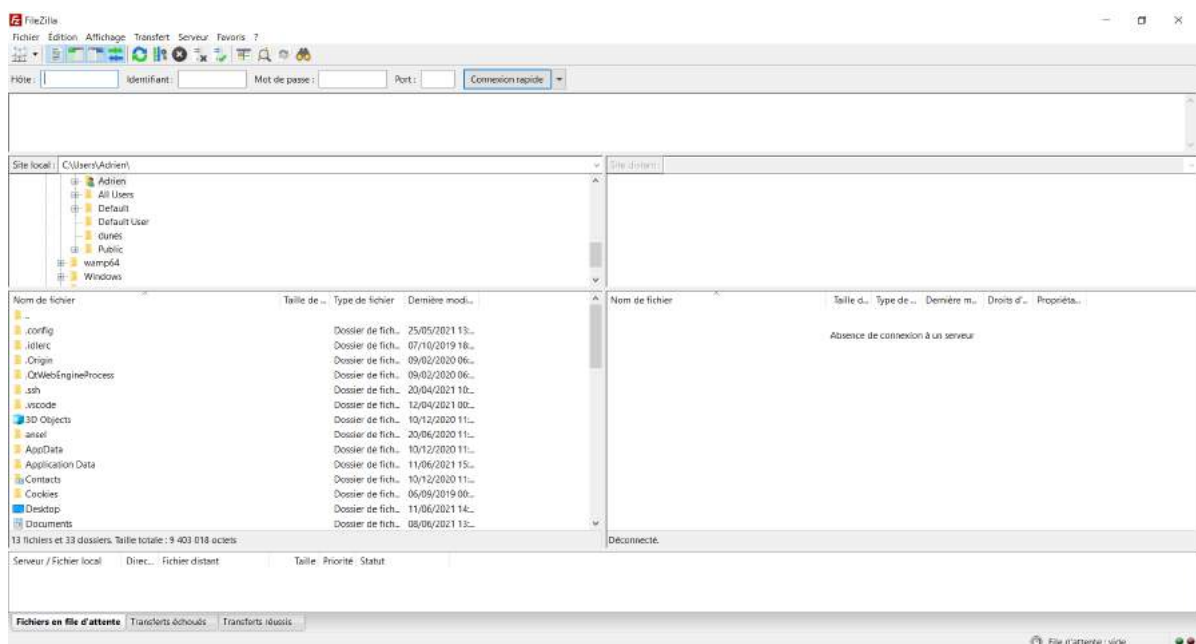 FileZilla
Fichier Édition Affichage Transfert Serveur Favoris ?
Hôte : Identifiant : Mot de passe : Port : Connexion rapide
Site local : C:\Users\Adrien\
Site distant :
Adrien
All Users
Default
Default User
dunes
Public
wamp64
Windows
Nom de fichier Taille de ... Type de fichier Dernière modi...
..
.config Dossier de fich... 25/05/2021 13:...
.idlerc Dossier de fich... 07/10/2019 18:...
.Origin Dossier de fich... 09/02/2020 06:...
.QtWebEngineProcess Dossier de fich... 09/02/2020 06:...
.ssh Dossier de fich... 20/04/2021 10:...
.vscode Dossier de fich... 12/04/2021 00:...
3D Objects Dossier de fich... 10/12/2020 11:...
ansel Dossier de fich... 20/06/2020 11:...
AppData Dossier de fich... 10/12/2020 11:...
Application Data Dossier de fich... 11/06/2021 15:...
Contacts Dossier de fich... 10/12/2020 11:...
Cookies Dossier de fich... 06/09/2019 00:...
Desktop Dossier de fich... 11/06/2021 14:...
Documents Dossier de fich... 08/06/2021 13:...
13 fichiers et 33 dossiers. Taille totale : 9 403 018 octets
Nom de fichier Taille d... Type de ... Dernière m... Droits d'... Propriéta...
Absence de connexion à un serveur
Déconnecté.
Serveur / Fichier local Direc... Fichier distant Taille Priorité Statut
Fichiers en file d'attente Transferts échoués Transferts réussis
File d'attente : vide